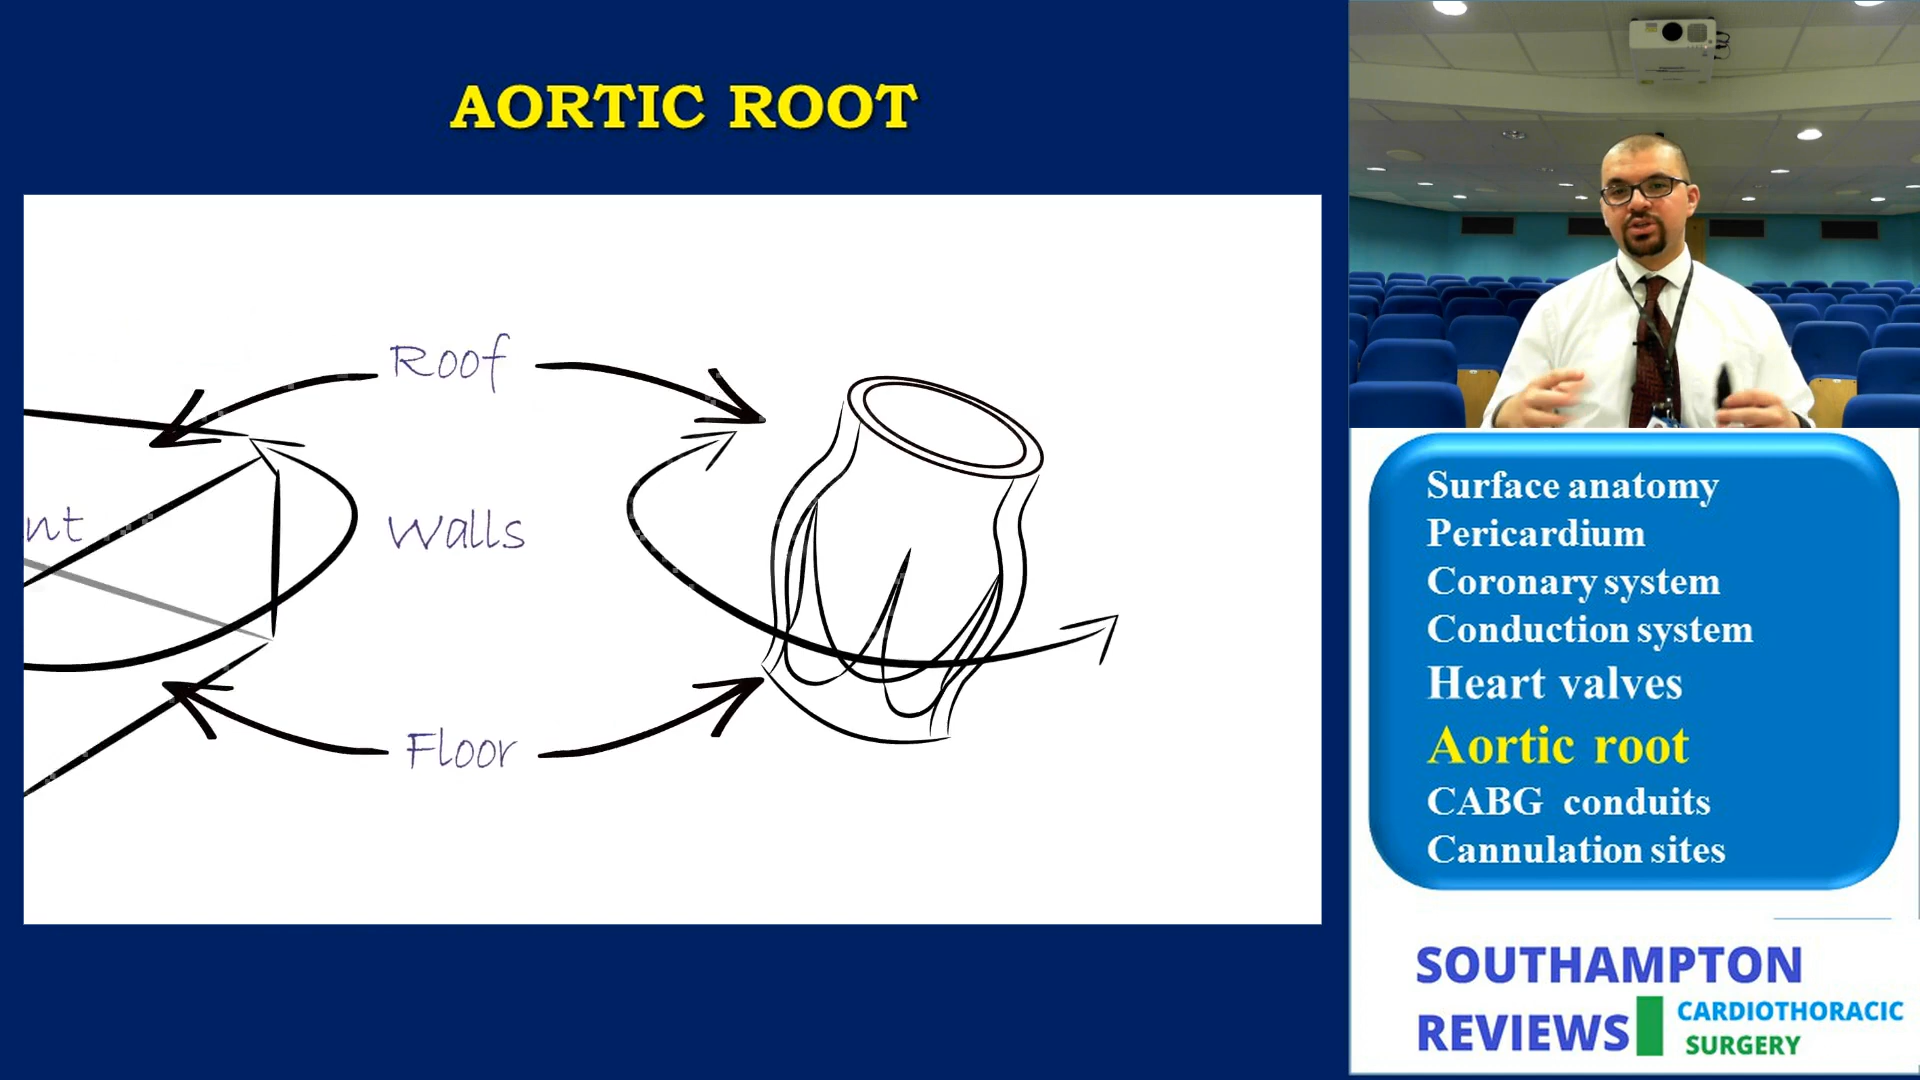 AORTIC ROOT
Roof
nt
Walls
Floor
Surface anatomy
Pericardium
Coronary system
Conduction system
Heart valves
Aortic root
CABG conduits
Cannulation sites
SOUTHAMPTON
REVIEWS CARDIOTHORACIC
SURGERY